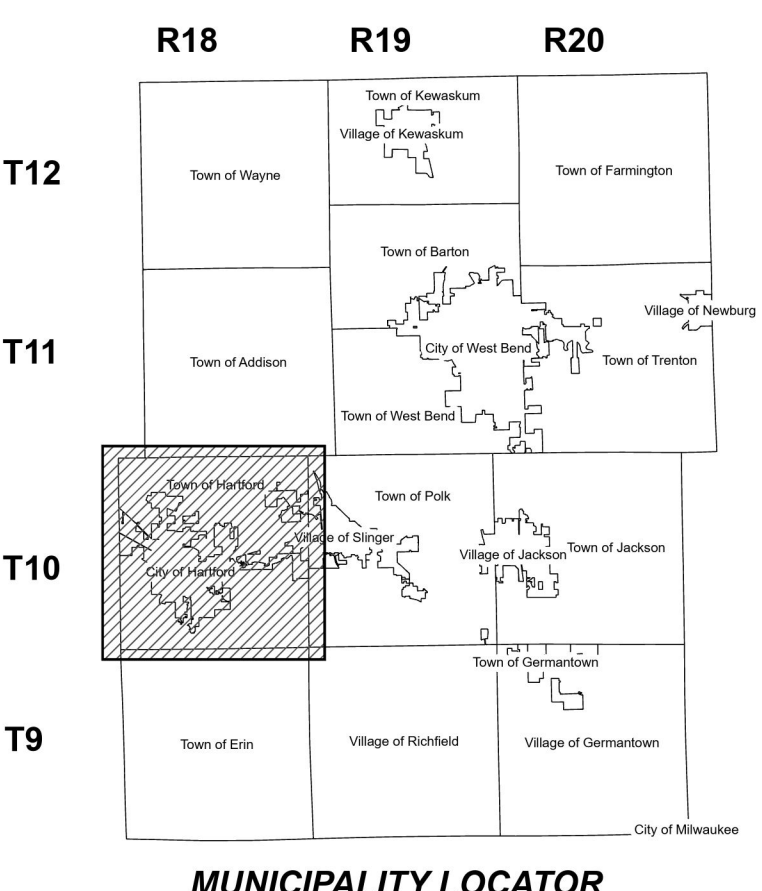 R18 R19 R20
Town of Kewaskum
Village of Kewaskum
T12
Town of Wayne
Town of Farmington
Town of Barton
Village of Newburg
T11
City of West Bend
Town of Addison
Town of Trenton
Town of West Bend
Town of Hartford
Town of Polk
Village of Slinger
Town of Jackson
Village of Jackson
T10
City of Hartford
Town of Germantown
T9
Town of Erin
Village of Richfield
Village of Germantown
City of Milwaukee
MUNICIPALITY LOCATOR